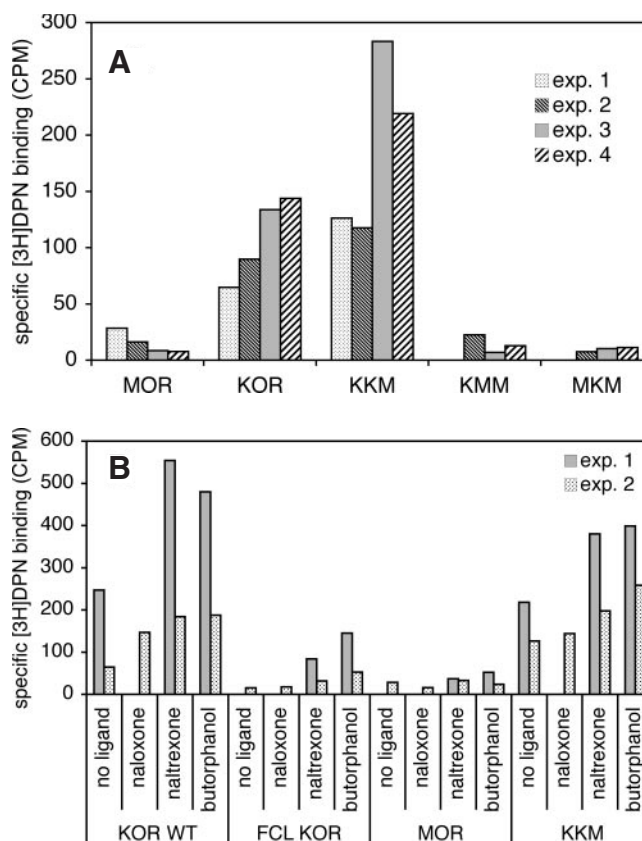 A
specific [3H]DPN binding (CPM)
300
250
200
150
100
50
0
exp. 1
exp. 2
exp. 3
exp. 4
MOR KOR KKM KMM MKM
B
specific [3H]DPN binding (CPM)
600
500
400
300
200
100
0
exp. 1
exp. 2
no ligand
naloxone
naltrexone
butorphanol
no ligand
naloxone
naltrexone
butorphanol
no ligand
naloxone
naltrexone
butorphanol
no ligand
naloxone
naltrexone
butorphanol
KOR WT FCL KOR MOR KKM